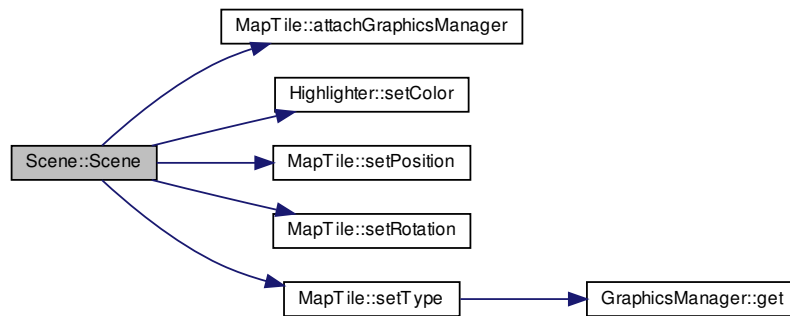 MapTile::attachGraphicsManager
Highlighter::setColor
Scene::Scene
MapTile::setPosition
MapTile::setRotation
MapTile::setType
GraphicsManager::get